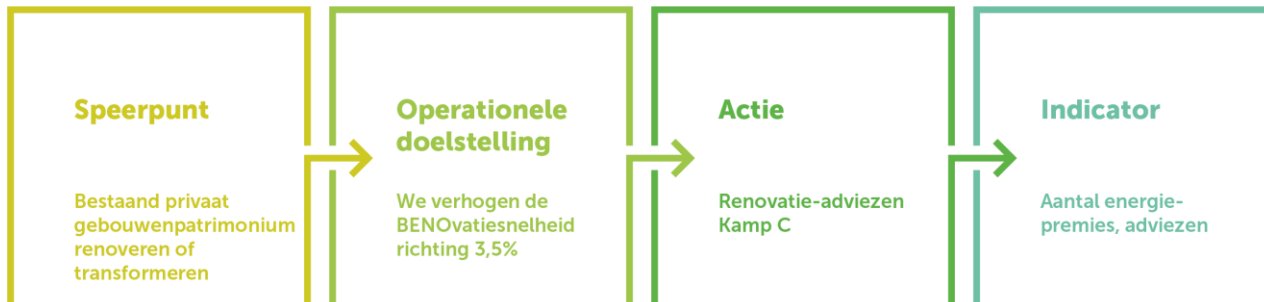 Speerpunt
Bestaand privaat
gebouwenpatrimonium
renoveren of
transformeren
Operationele
doelstelling
We verhogen de
BENOvatiesnelheid
richting 3,5%
Actie
Renovatie-adviezen
Kamp C
Indicator
Aantal energie-
premies, adviezen